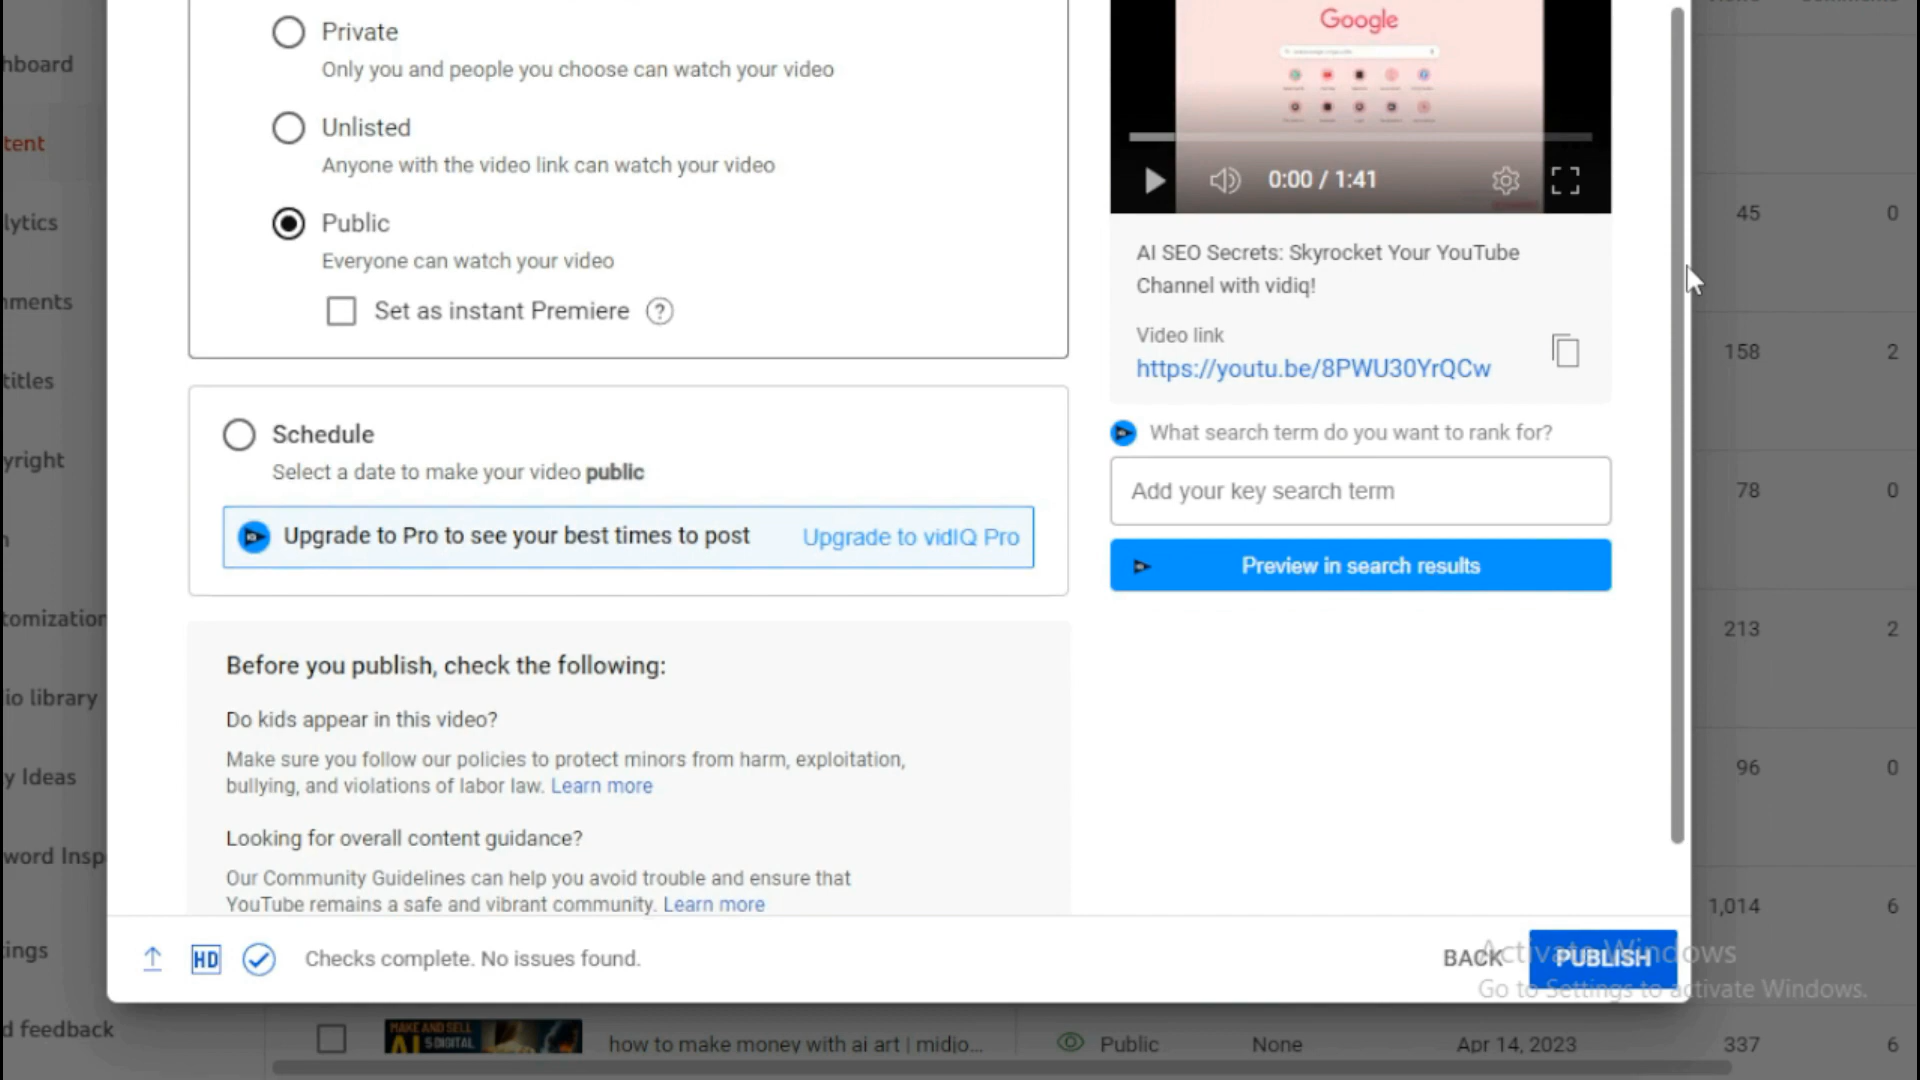 Private
Only you and people you choose can watch your video
Unlisted
Anyone with the video link can watch your video
Public
Everyone can watch your video
Set as instant Premiere ?
Schedule
Select a date to make your video public
Upgrade to Pro to see your best times to post Upgrade to vidIQ Pro
Before you publish, check the following:
Do kids appear in this video?
Make sure you follow our policies to protect minors from harm, exploitation,
bullying, and violations of labor law. Learn more
Looking for overall content guidance?
Our Community Guidelines can help you avoid trouble and ensure that
YouTube remains a safe and vibrant community. Learn more
Google
0:00 / 1:41
AI SEO Secrets: Skyrocket Your YouTube
Channel with vidiq!
Video link
https://youtu.be/8PWU30YrQCw
What search term do you want to rank for?
Add your key search term
Preview in search results
HD Checks complete. No issues found.
BACK PUBLISH
Activate Windows
Go to Settings to activate Windows.
hboard
tent
lytics
nments
titles
yright
n
tomization
io library
y Ideas
word Insp
ings
d feedback
45 0
158 2
78 0
213 2
96 0
1,014 6
MAKE AND SELL
AI 5 DIGITAL
how to make money with ai art | midjo... Public None Apr 14, 2023 337 6